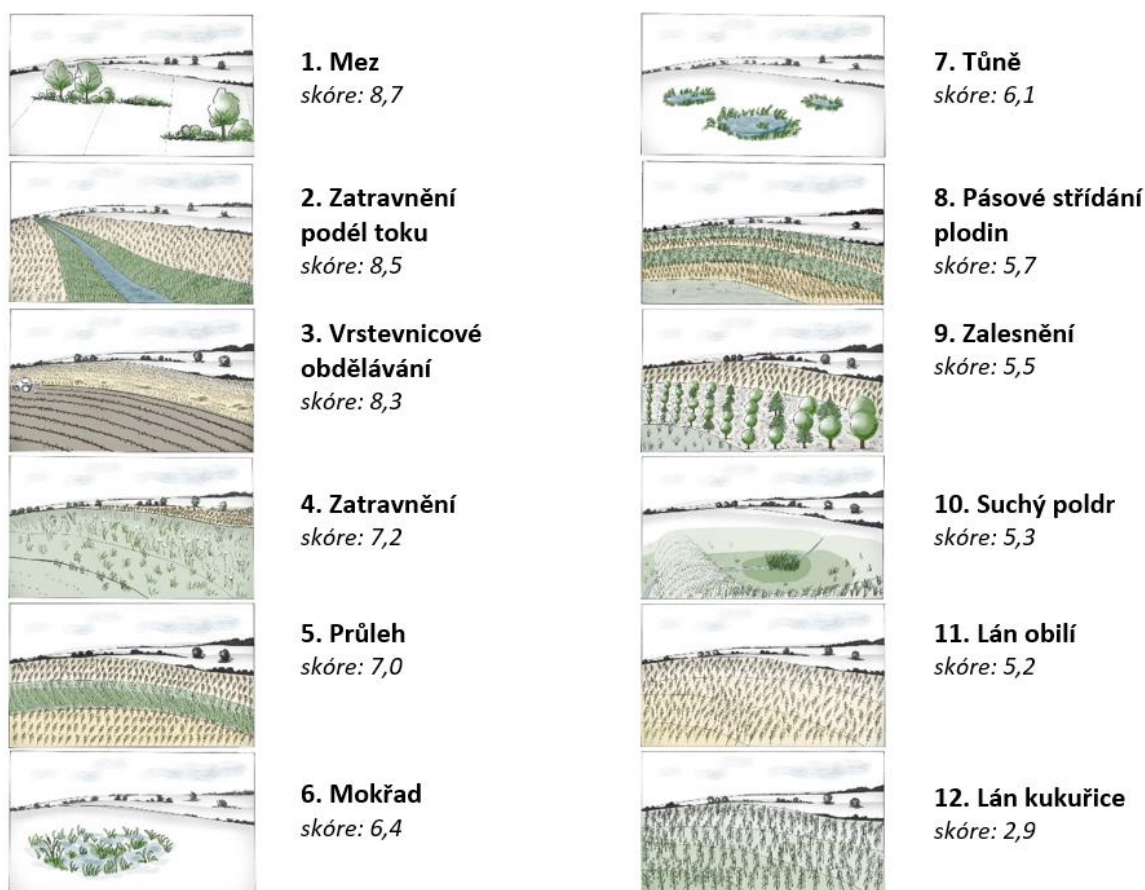 1. Mez
skóre: 8,7
2. Zatravnění
podél toku
skóre: 8,5
3. Vrstevnicové
obdělávání
skóre: 8,3
4. Zatravnění
skóre: 7,2
5. Průleh
skóre: 7,0
6. Mokřad
skóre: 6,4
7. Tůně
skóre: 6,1
8. Pásové střídání
plodin
skóre: 5,7
9. Zalesnění
skóre: 5,5
10. Suchý poldr
skóre: 5,3
11. Lán obilí
skóre: 5,2
12. Lán kukuřice
skóre: 2,9